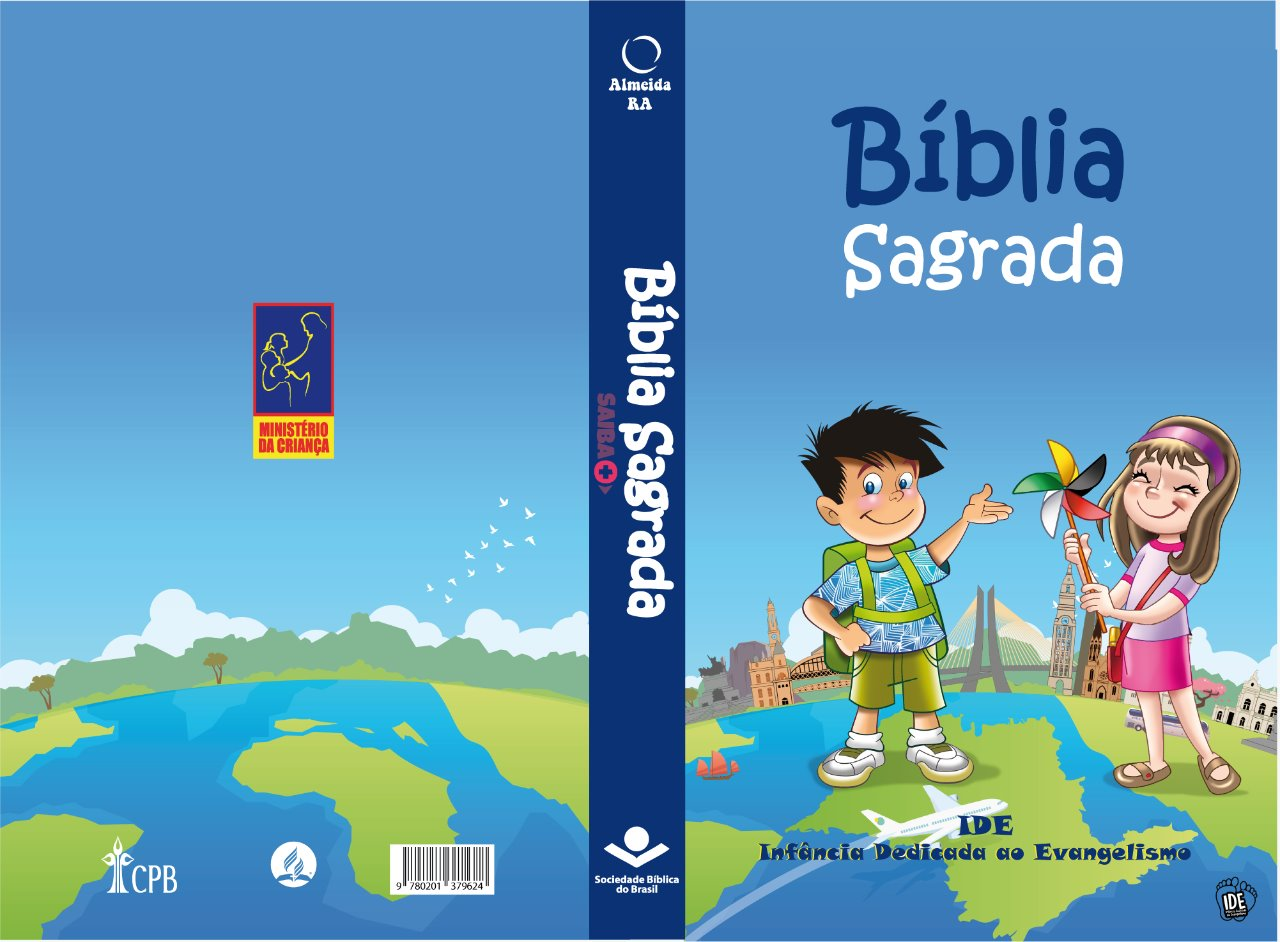 MINISTÉRIO
DA CRIANÇA
CPB
9 780201 379624
Almeida
RA
Bíblia Sagrada
SAIBA+
Sociedade Bíblica
do Brasil
Bíblia
Sagrada
IDE
Infância Dedicada ao Evangelismo
IDE